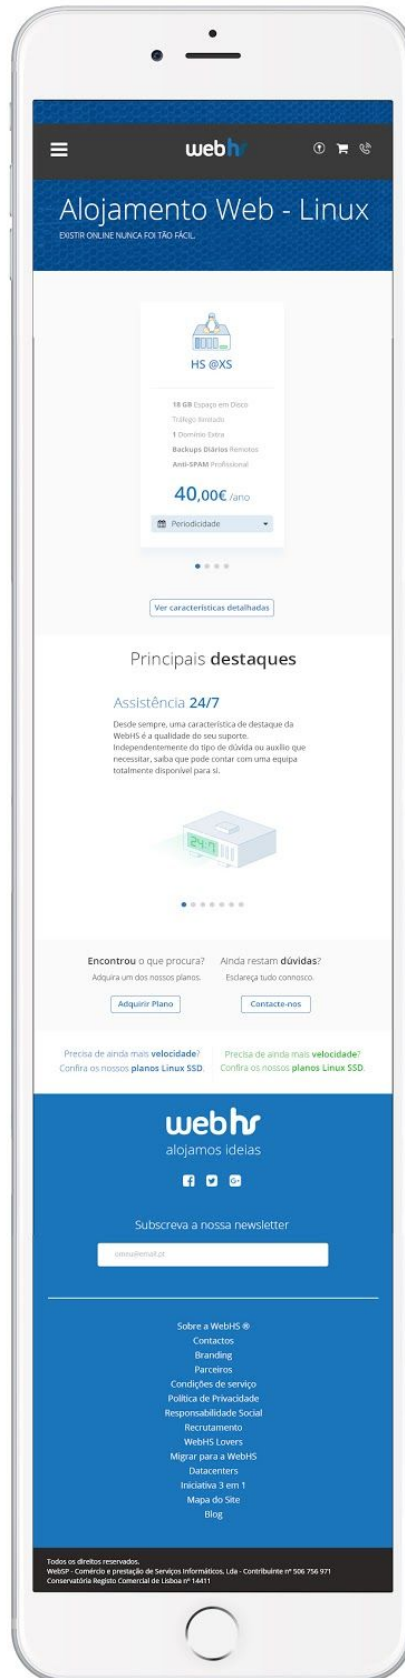 webhs
Alojamento Web - Linux
EXISTIR ONLINE NUNCA FOI TÃO FÁCIL.
HS @XS
10 GB Espaço em Disco
Tráfego Ilimitado
1 Domínio Extra
Backups Diários Remotos
Anti-SPAM Profissional
40,00€ /ano
Periodicidade
Ver características detalhadas
Principais destaques
Assistência 24/7
Desde sempre, uma característica de destaque da
WebHS é a qualidade do seu suporte.
Independentemente do tipo de dúvida ou auxílio que
necessitar, saiba que pode contar com uma equipa
totalmente disponível para si.
24:7
Encontrou o que procura?
Adquira um dos nossos planos.
Adquirir Plano
Ainda restam dúvidas?
Esclareça tudo connosco.
Contacte-nos
Precisa de ainda mais velocidade?
Confira os nossos planos Linux SSD.
Precisa de ainda mais velocidade?
Confira os nossos planos Linux SSD.
webhs
alojamos ideias
Subscreva a nossa newsletter
Sobre a WebHS ®
Contactos
Branding
Parceiros
Condições de serviço
Política de Privacidade
Responsabilidade Social
Recrutamento
WebHS Lovers
Migrar para a WebHS
Datacenters
Iniciativa 3 em 1
Mapa do Site
Blog
Todos os direitos reservados.
WebSP - Comércio e prestação de Serviços Informáticos, Lda - Contribuinte nº 506 756 971
Conservatória Registo Comercial de Lisboa nº 14411